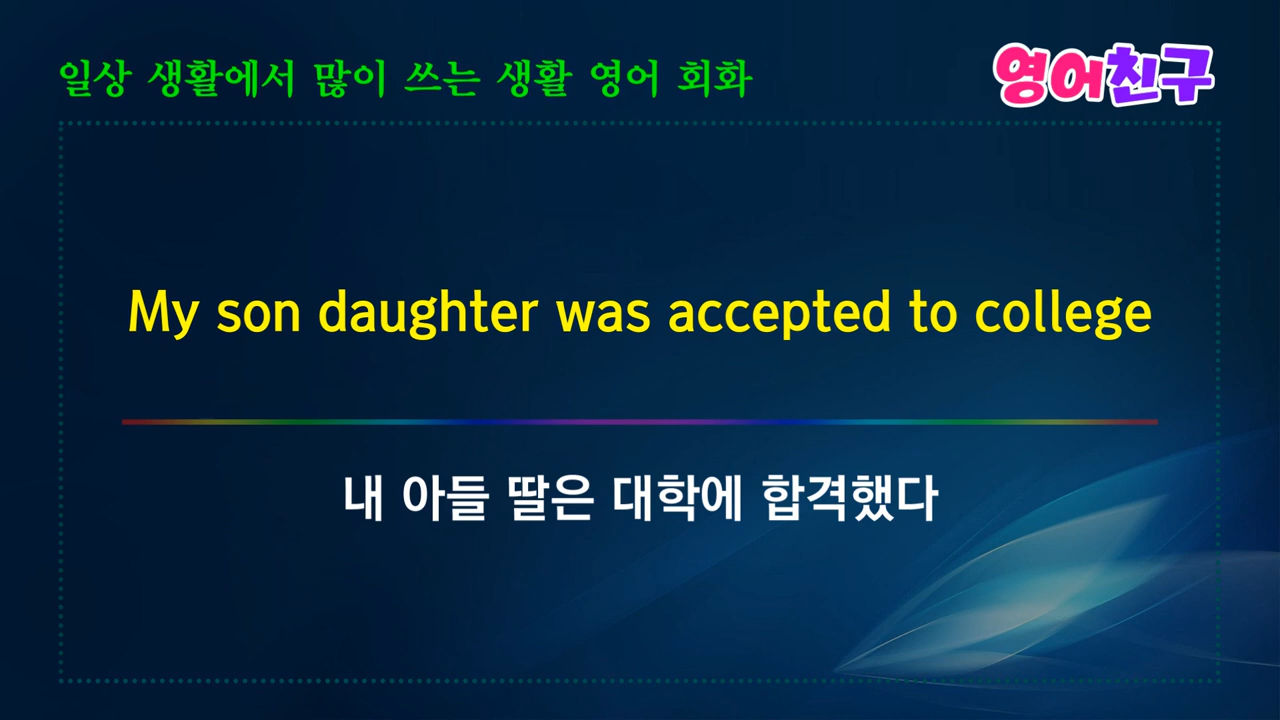 일상 생활에서 많이 쓰는 생활 영어 회화
영어친구
My son daughter was accepted to college
내 아들 딸은 대학에 합격했다